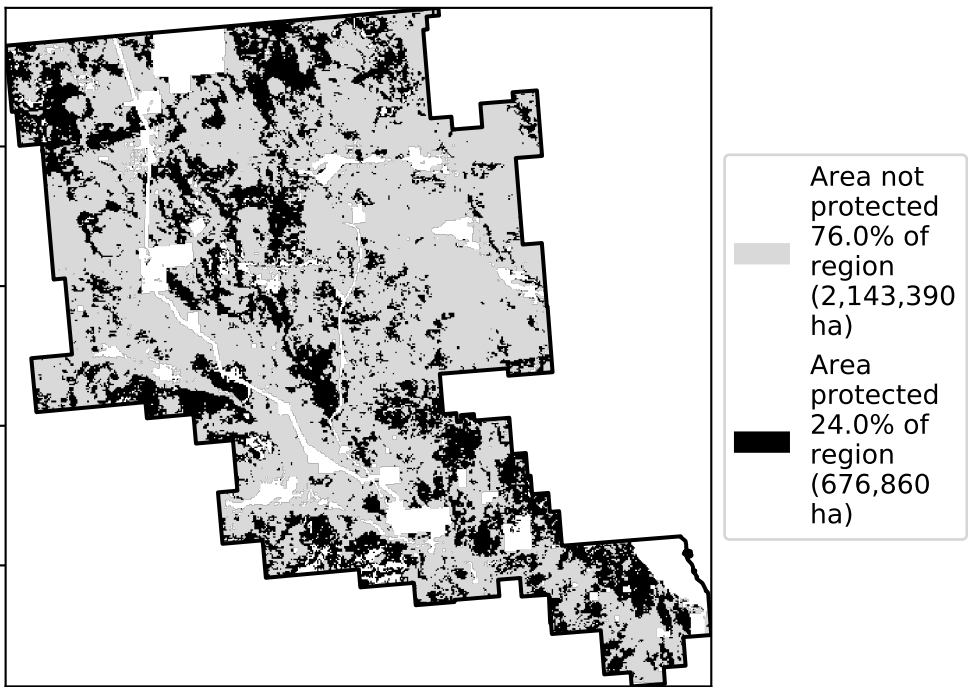 Area not
protected
76.0% of
region
(2,143,390
ha)
Area
protected
24.0% of
region
(676,860
ha)